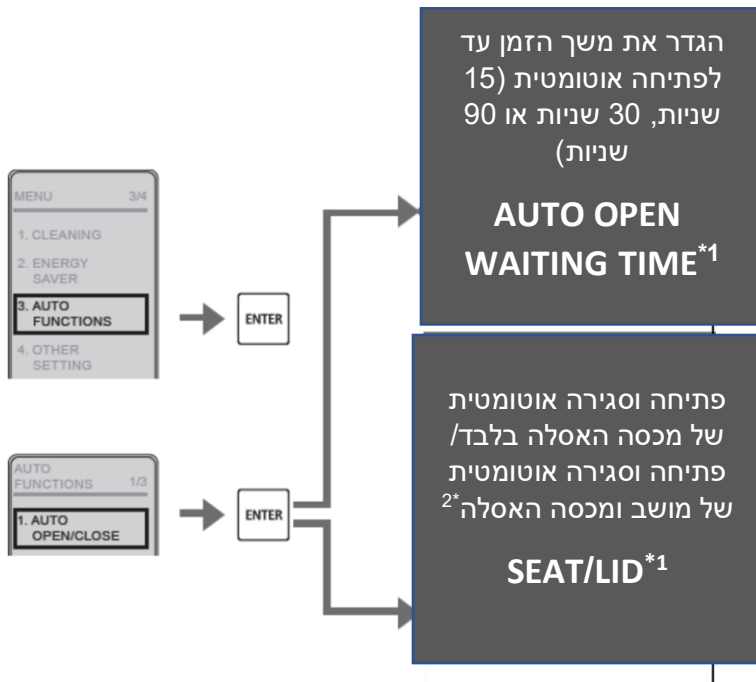 הגדר את משך הזמן עד
לפתיחה אוטומטית (15
שניות, 30 שניות או 90
שניות)
AUTO OPEN
WAITING TIME*1
MENU 3/4
1. CLEANING
2. ENERGY
SAVER
3. AUTO
FUNCTIONS
4. OTHER
SETTING
ENTER
פתיחה וסגירה אוטומטית
של מכסה האסלה בלבד/
פתיחה וסגירה אוטומטית
של מושב ומכסה האסלה*2
SEAT/LID*1
AUTO
FUNCTIONS 1/3
1. AUTO
OPEN/CLOSE
ENTER